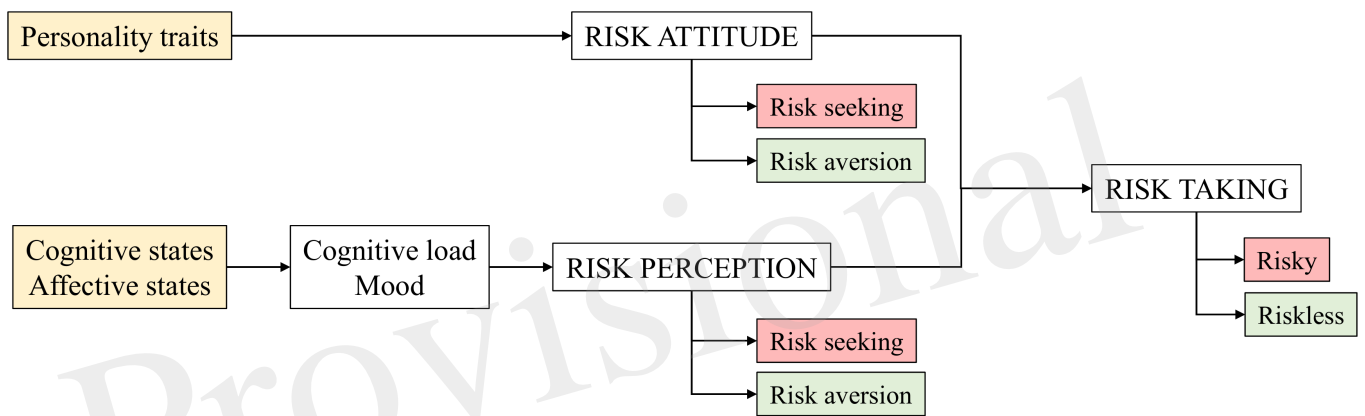 Personality traits
RISK ATTITUDE
Risk seeking
Risk aversion
RISK TAKING
Risky
Riskless
Cognitive states
Affective states
Cognitive load
Mood
RISK PERCEPTION
Risk seeking
Risk aversion
Provisional